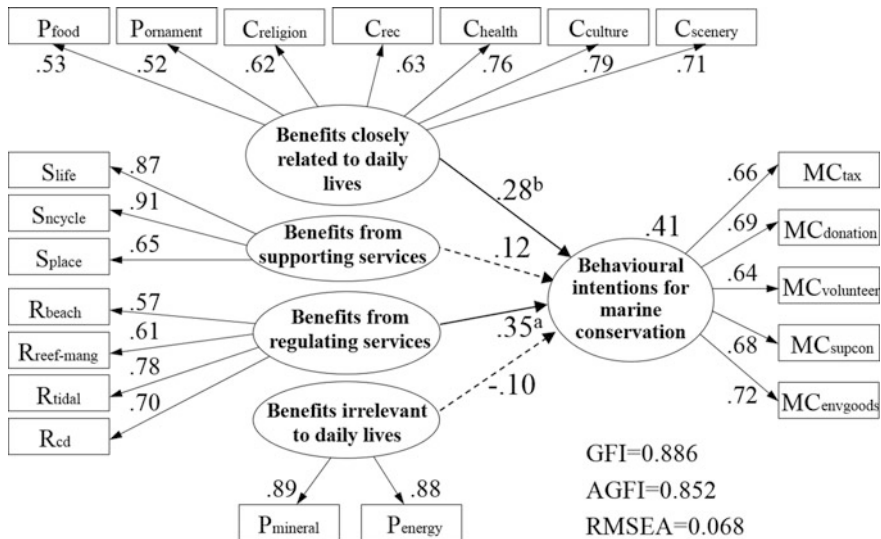 Pfood Pornament Creligion Crec Chealth Cculture Cscenery
.53 .52 .62 .63 .76 .79 .71
Benefits closely
related to daily
lives
Slife .87
Sncycle .91
Splace .65
Benefits from
supporting services
Rbeach .57
Rreef-mang .61
Rtidal .78
Rcd .70
Benefits from
regulating services
Benefits irrelevant
to daily lives
.89 .88
Pmineral Penergy
.28b
.12
.35a
-.10
.41
Behavioural
intentions for
marine
conservation
.66 MCtax
.69 MCdonation
.64 MCvolunteer
.68 MCsupcon
.72 MCenvgoods
GFI=0.886
AGFI=0.852
RMSEA=0.068